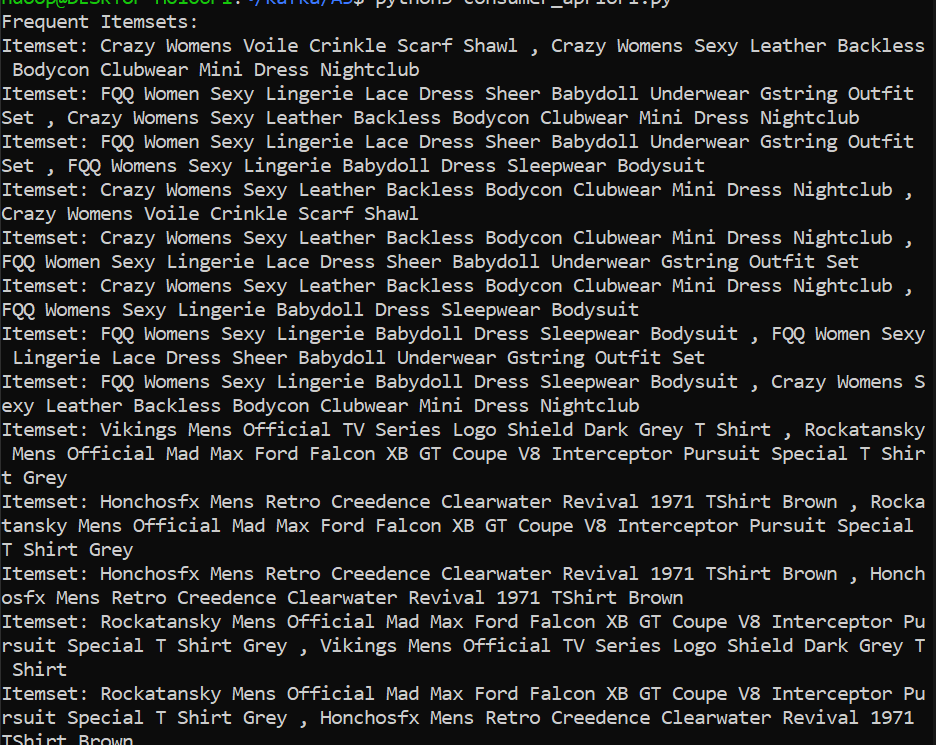 python3 consumer_apriori.py
Frequent Itemsets:
Itemset: Crazy Womens Voile Crinkle Scarf Shawl , Crazy Womens Sexy Leather Backless
 Bodycon Clubwear Mini Dress Nightclub
Itemset: FQQ Women Sexy Lingerie Lace Dress Sheer Babydoll Underwear Gstring Outfit
Set , Crazy Womens Sexy Leather Backless Bodycon Clubwear Mini Dress Nightclub
Itemset: FQQ Women Sexy Lingerie Lace Dress Sheer Babydoll Underwear Gstring Outfit
Set , FQQ Womens Sexy Lingerie Babydoll Dress Sleepwear Bodysuit
Itemset: Crazy Womens Sexy Leather Backless Bodycon Clubwear Mini Dress Nightclub ,
Crazy Womens Voile Crinkle Scarf Shawl
Itemset: Crazy Womens Sexy Leather Backless Bodycon Clubwear Mini Dress Nightclub ,
FQQ Women Sexy Lingerie Lace Dress Sheer Babydoll Underwear Gstring Outfit Set
Itemset: Crazy Womens Sexy Leather Backless Bodycon Clubwear Mini Dress Nightclub ,
FQQ Womens Sexy Lingerie Babydoll Dress Sleepwear Bodysuit
Itemset: FQQ Womens Sexy Lingerie Babydoll Dress Sleepwear Bodysuit , FQQ Women Sexy
 Lingerie Lace Dress Sheer Babydoll Underwear Gstring Outfit Set
Itemset: FQQ Womens Sexy Lingerie Babydoll Dress Sleepwear Bodysuit , Crazy Womens S
exy Leather Backless Bodycon Clubwear Mini Dress Nightclub
Itemset: Vikings Mens Official TV Series Logo Shield Dark Grey T Shirt , Rockatansky
 Mens Official Mad Max Ford Falcon XB GT Coupe V8 Interceptor Pursuit Special T Shir
t Grey
Itemset: Honchosfx Mens Retro Creedence Clearwater Revival 1971 TShirt Brown , Rocka
tansky Mens Official Mad Max Ford Falcon XB GT Coupe V8 Interceptor Pursuit Special
T Shirt Grey
Itemset: Honchosfx Mens Retro Creedence Clearwater Revival 1971 TShirt Brown , Honch
osfx Mens Retro Creedence Clearwater Revival 1971 TShirt Brown
Itemset: Rockatansky Mens Official Mad Max Ford Falcon XB GT Coupe V8 Interceptor Pu
rsuit Special T Shirt Grey , Vikings Mens Official TV Series Logo Shield Dark Grey T
 Shirt
Itemset: Rockatansky Mens Official Mad Max Ford Falcon XB GT Coupe V8 Interceptor Pu
rsuit Special T Shirt Grey , Honchosfx Mens Retro Creedence Clearwater Revival 1971
TShirt Brown